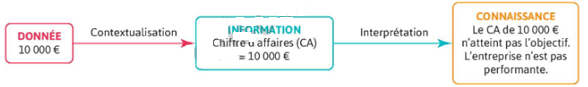 DONNÉE
10 000 €
Contextualisation
INFORMATION
Chiffre d'affaires (CA)
= 10 000 €
Interprétation
CONNAISSANCE
Le CA de 10 000 €
n'atteint pas l'objectif.
L'entreprise n'est pas
performante.